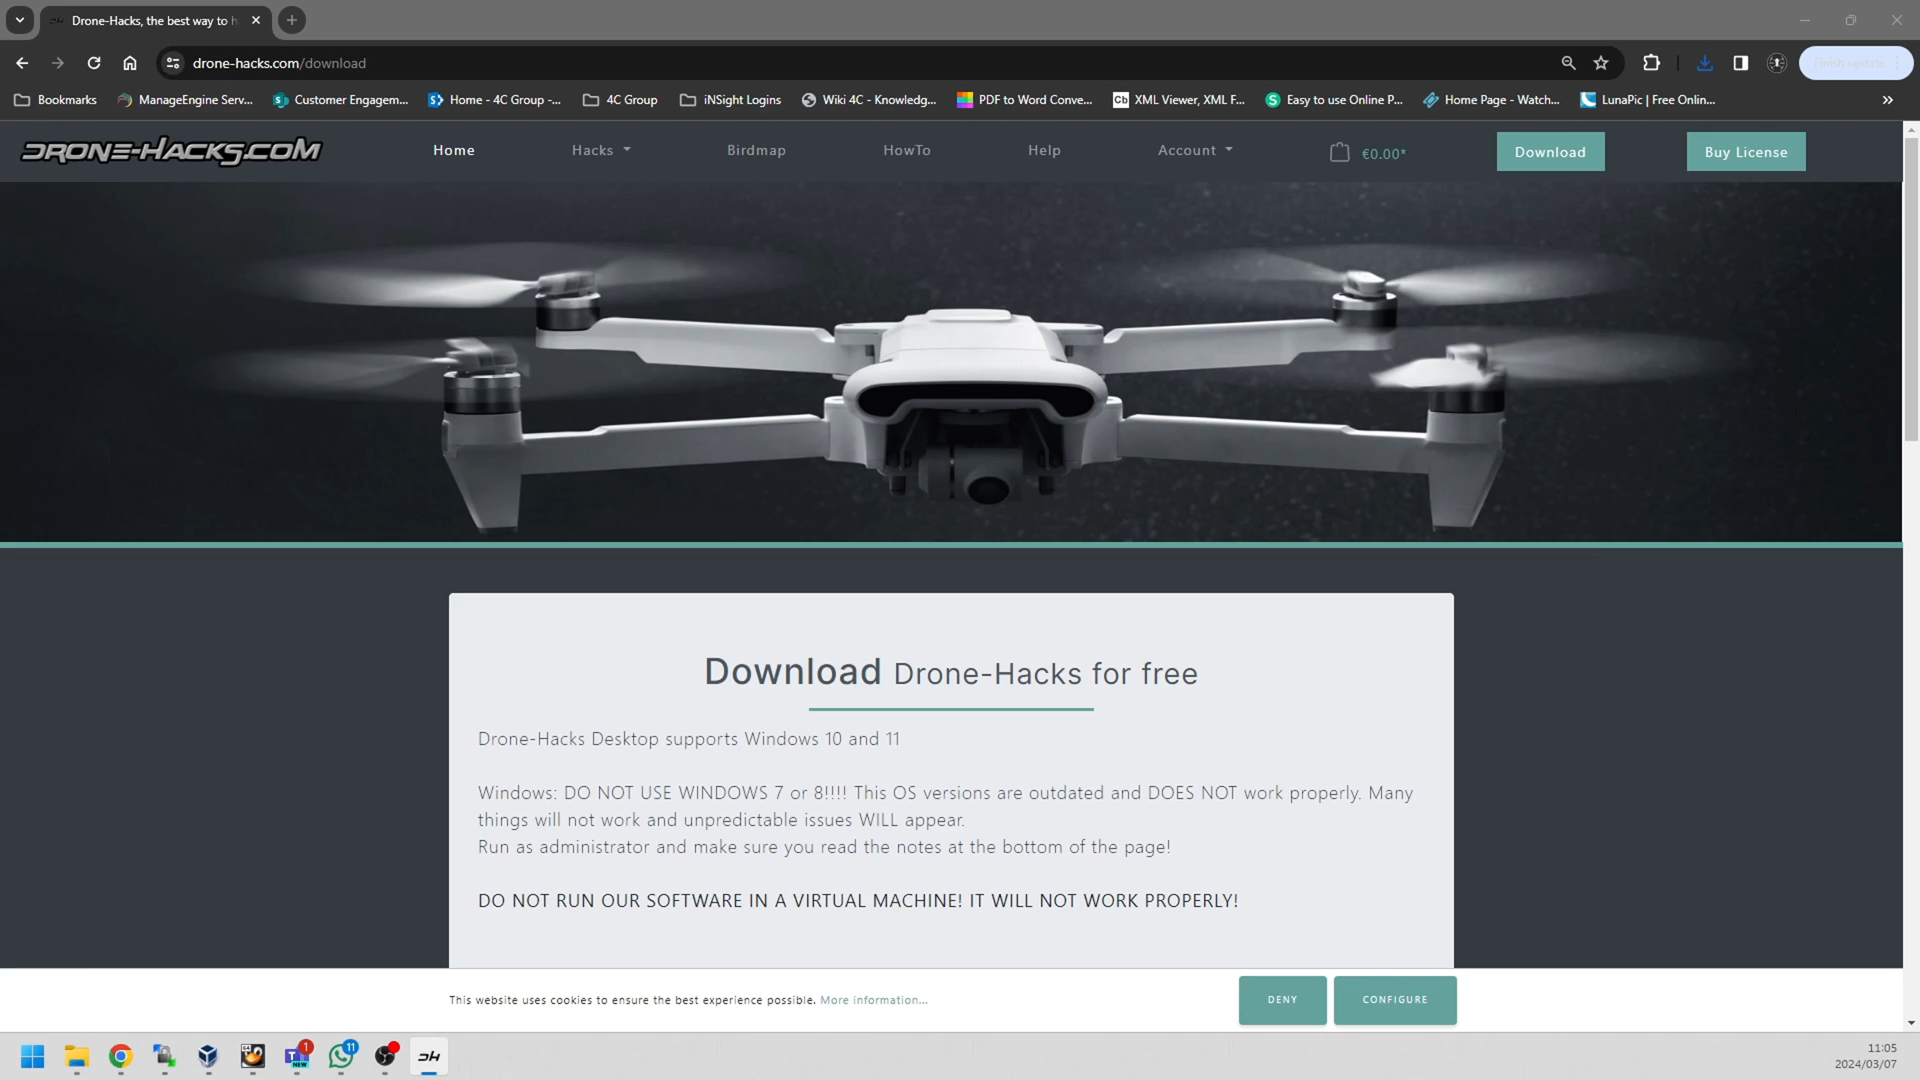 Drone-Hacks, the best way to h
drone-hacks.com/download
Finish update
Bookmarks
ManageEngine Serv...
Customer Engagem...
Home - 4C Group -...
4C Group
iNSight Logins
Wiki 4C - Knowledg...
PDF to Word Conve...
XML Viewer, XML F...
Easy to use Online P...
Home Page - Watch...
LunaPic | Free Onlin...
DRONE-HACKS.COM
Home
Hacks
Birdmap
HowTo
Help
Account
€0.00*
Download
Buy License
Download Drone-Hacks for free
Drone-Hacks Desktop supports Windows 10 and 11
Windows: DO NOT USE WINDOWS 7 or 8!!!! This OS versions are outdated and DOES NOT work properly. Many
things will not work and unpredictable issues WILL appear.
Run as administrator and make sure you read the notes at the bottom of the page!
DO NOT RUN OUR SOFTWARE IN A VIRTUAL MACHINE! IT WILL NOT WORK PROPERLY!
This website uses cookies to ensure the best experience possible. More information...
DENY
CONFIGURE
1
11
11:05
2024/03/07